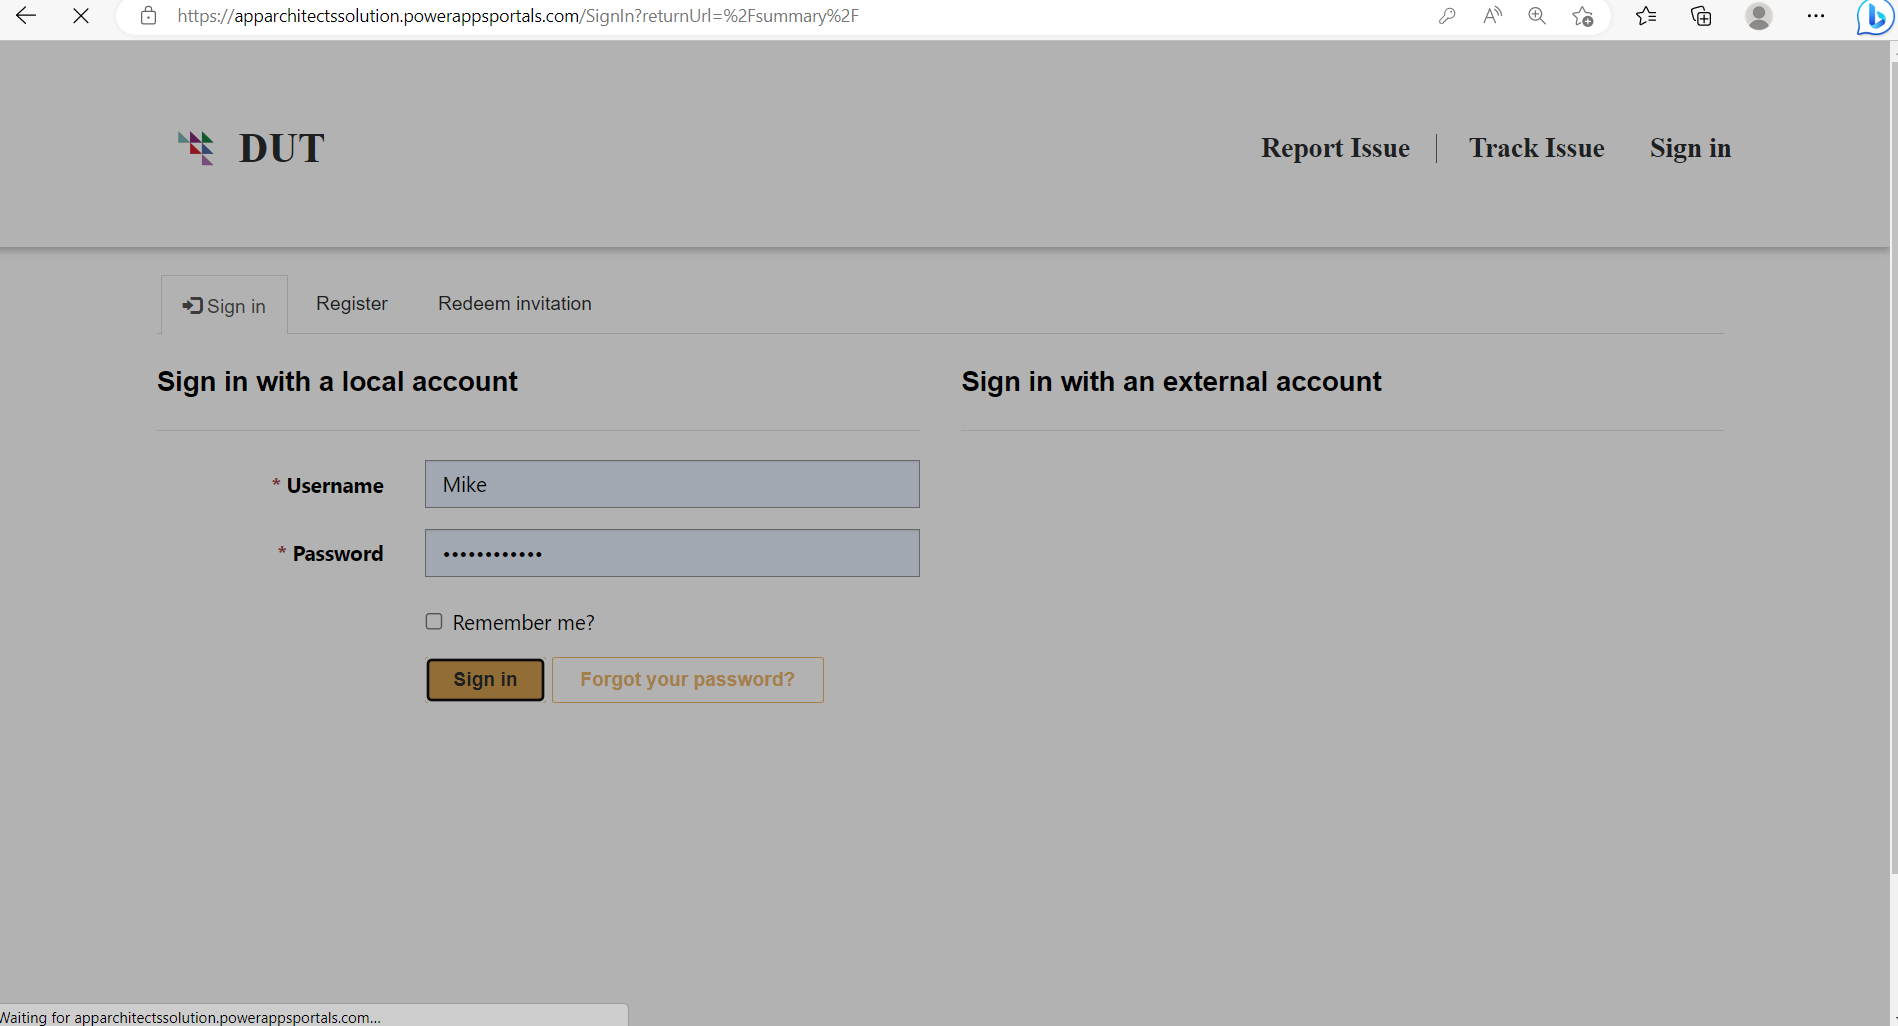 https://apparchitectssolution.powerappsportals.com/SignIn?returnUrl=%2Fsummary%2F
DUT
Report Issue
Track Issue
Sign in
Sign in
Register
Redeem invitation
Sign in with a local account
Sign in with an external account
* Username
Mike
* Password
••••••••••••
Remember me?
Sign in
Forgot your password?
Waiting for apparchitectssolution.powerappsportals.com...